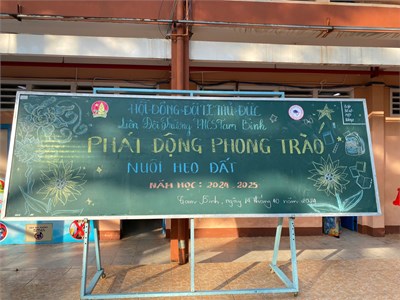 HỘI ĐỒNG ĐỘI T.P THỦ ĐỨC
Liên Đội Trường THCS Tam Bình
PHÁT ĐỘNG PHONG TRÀO
NUÔI HEO ĐẤT
NĂM HỌC: 2024 - 2025
Tam Bình, ngày 14 tháng 10 năm 2024